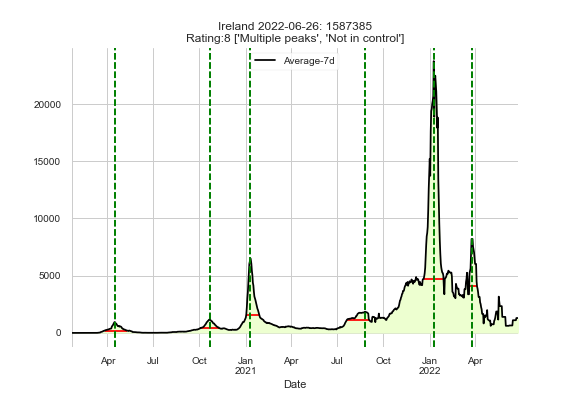 Ireland 2022-06-26: 1587385
Rating:8 ['Multiple peaks', 'Not in control']
Average-7d
20000
15000
10000
5000
0
Apr Jul Oct Jan Apr Jul Oct Jan Apr
2021 2022
Date